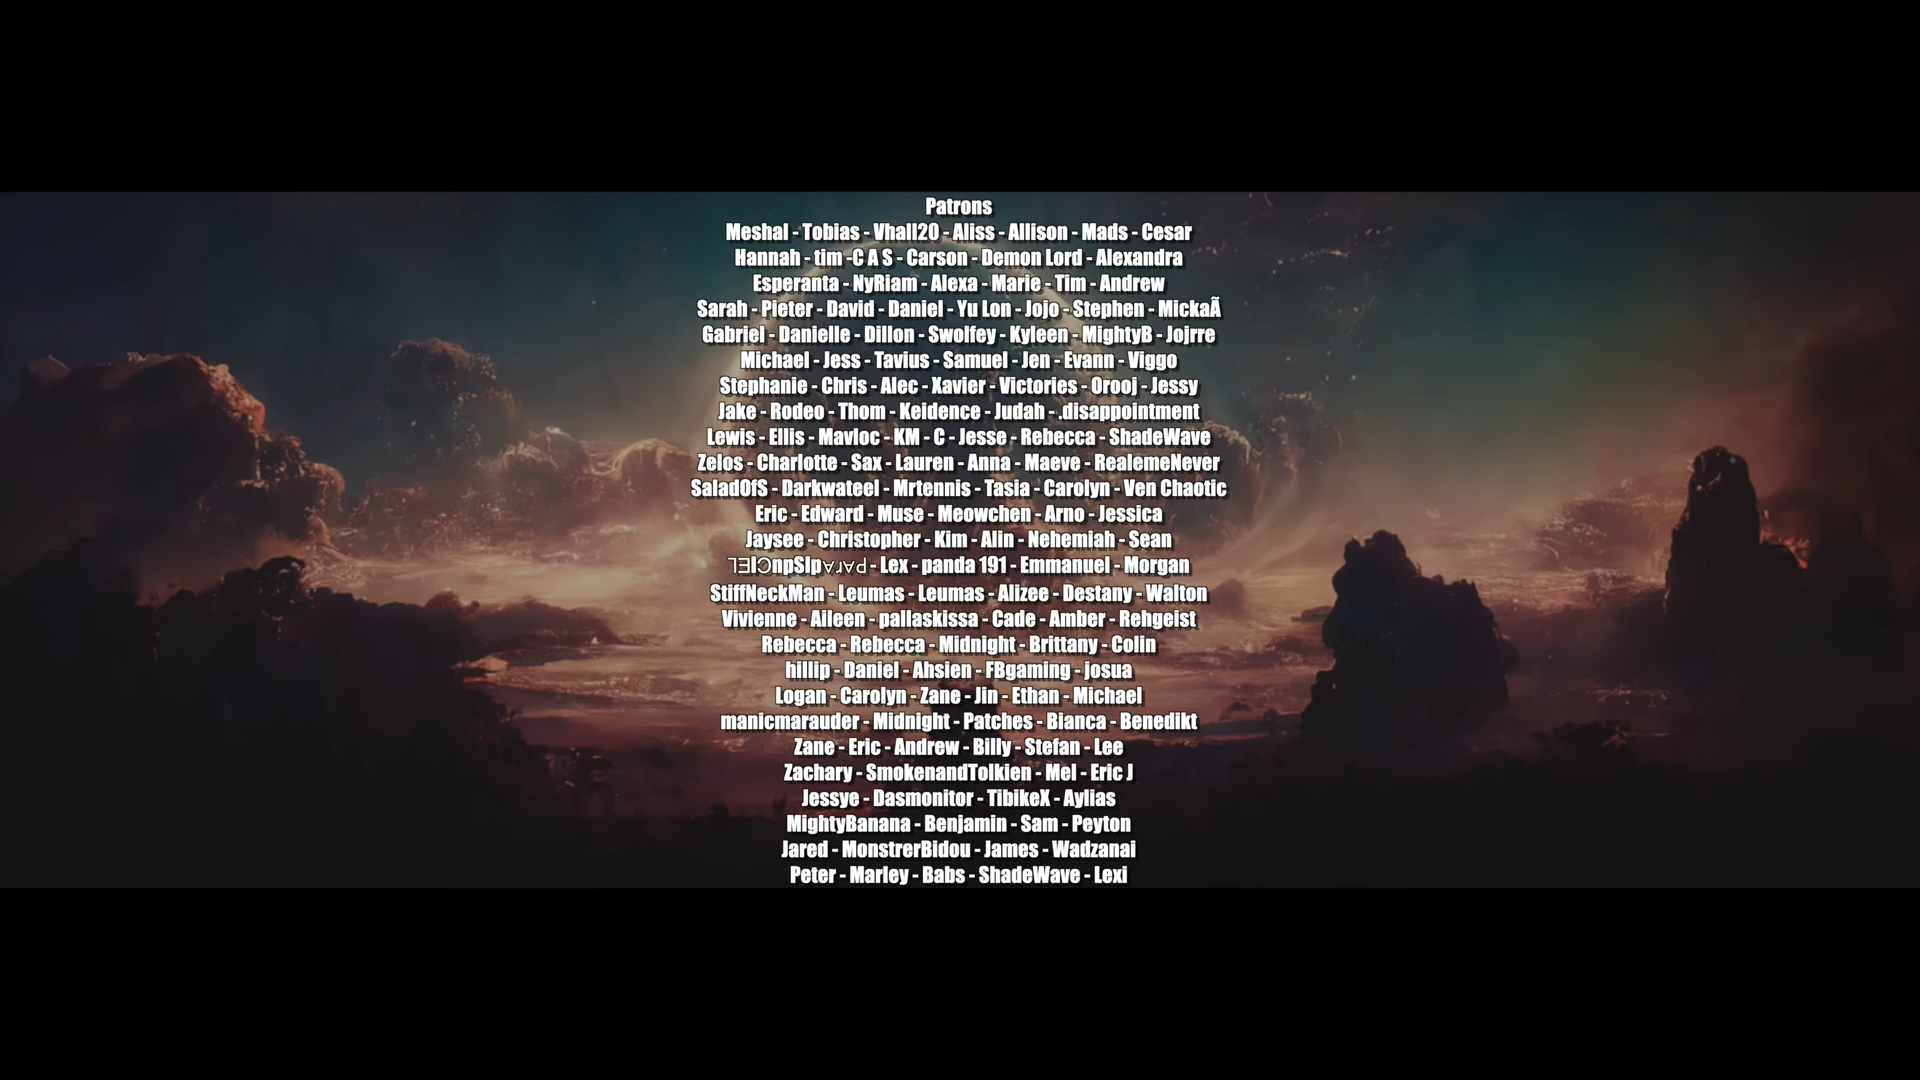 Patrons
Meshal - Tobias - Vhall20 - Aliss - Allison - Mads - Cesar
Hannah - tim -C A S - Carson - Demon Lord - Alexandra
Esperanta - NyRiam - Alexa - Marie - Tim - Andrew
Sarah - Pieter - David - Daniel - Yu Lon - Jojo - Stephen - MickaÃ
Gabriel - Danielle - Dillon - Swolfey - Kyleen - MightyB - Jojrre
Michael - Jess - Tavius - Samuel - Jen - Evann - Viggo
Stephanie - Chris - Alec - Xavier - Victories - Orooj - Jessy
Jake - Rodeo - Thom - Keidence - Judah - .disappointment
Lewis - Ellis - Mavloc - KM - C - Jesse - Rebecca - ShadeWave
Zelos - Charlotte - Sax - Lauren - Anna - Maeve - RealemeNever
SaladOfS - Darkwateel - Mrtennis - Tasia - Carolyn - Ven Chaotic
Eric - Edward - Muse - Meowchen - Arno - Jessica
Jaysee - Christopher - Kim - Alin - Nehemiah - Sean
⅂ƎIƆnpSIp∀ɹ∀d - Lex - panda 191 - Emmanuel - Morgan
StiffNeckMan - Leumas - Leumas - Alizee - Destany - Walton
Vivienne - Aileen - pallaskissa - Cade - Amber - Rehgeist
Rebecca - Rebecca - Midnight - Brittany - Colin
hillip - Daniel - Ahsien - FBgaming - josua
Logan - Carolyn - Zane - Jin - Ethan - Michael
manicmarauder - Midnight - Patches - Bianca - Benedikt
Zane - Eric - Andrew - Billy - Stefan - Lee
Zachary - SmokenandTolkien - Mel - Eric J
Jessye - Dasmonitor - TibikeX - Aylias
MightyBanana - Benjamin - Sam - Peyton
Jared - MonstrerBidou - James - Wadzanai
Peter - Marley - Babs - ShadeWave - Lexi